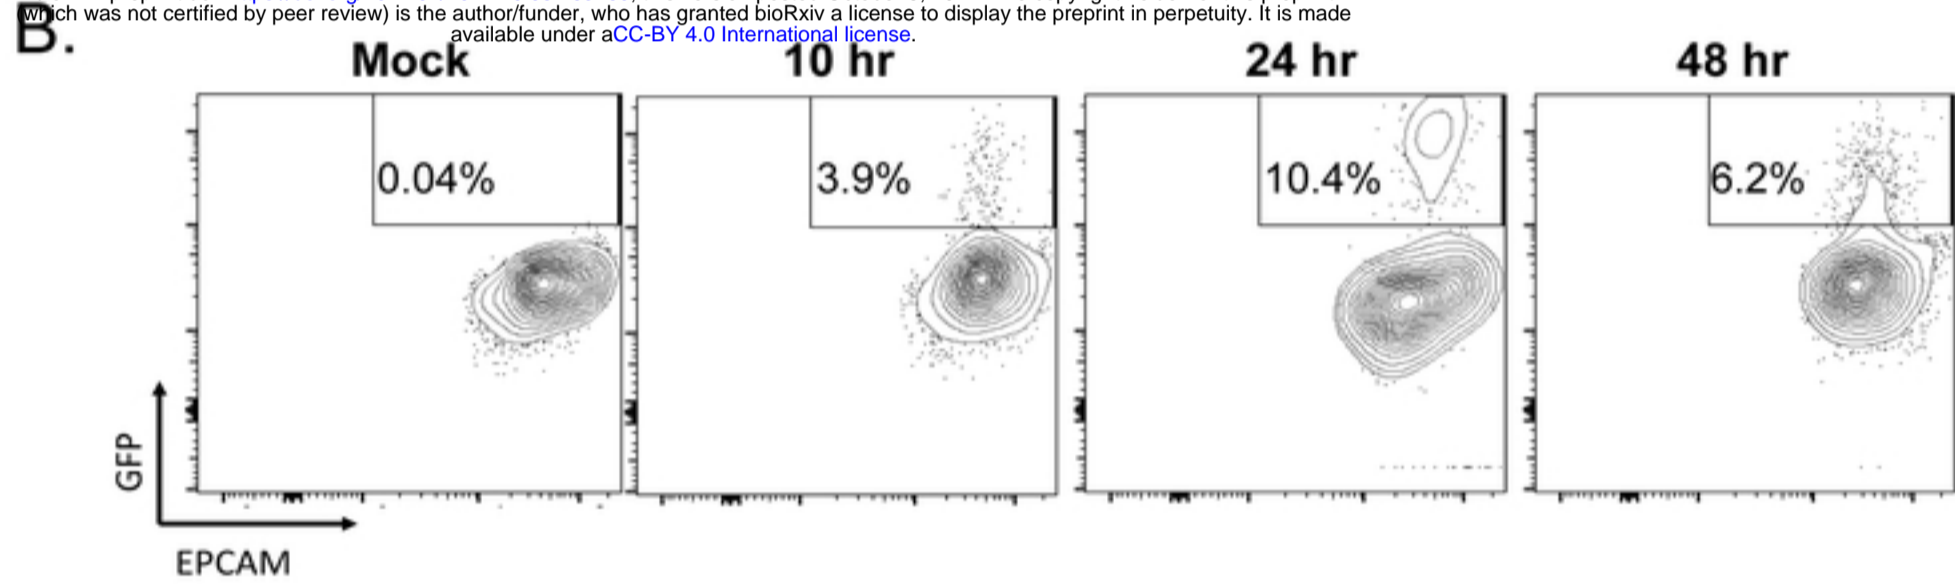 (which was not certified by peer review) is the author/funder, who has granted bioRxiv a license to display the preprint in perpetuity. It is made
available under aCC-BY 4.0 International license.
B.
Mock 10 hr 24 hr 48 hr
0.04% 3.9% 10.4% 6.2%
GFP
EPCAM